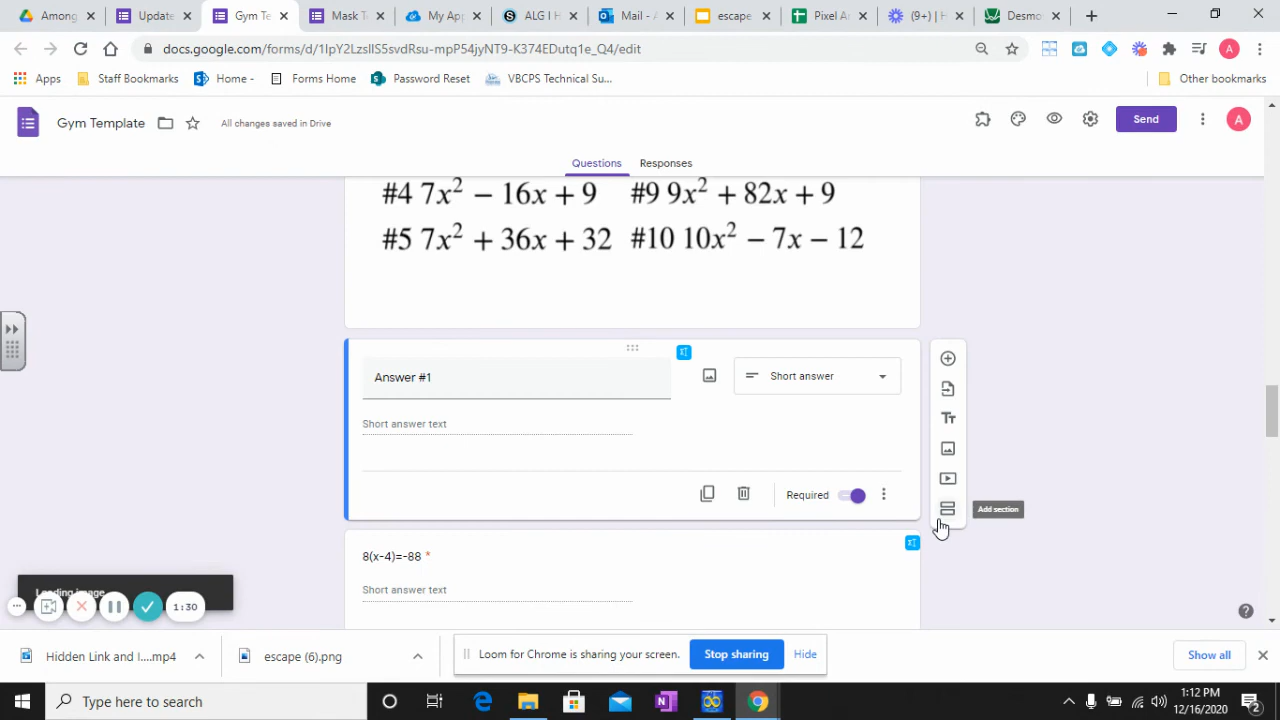 Among
Update
Gym Te
Mask T
My Ap
ALG I H
Mail - A
escape
Pixel A
(9+) | H
Desmo
docs.google.com/forms/d/1IpY2LzsIlS5svdRsu-mpP54jyNT9-K374EDutq1e_Q4/edit
A
Apps
Staff Bookmarks
Home -
Forms Home
Password Reset
VBCPS Technical Su...
Other bookmarks
Gym Template
All changes saved in Drive
Send
A
Questions
Responses
#4 7x² − 16x + 9
#9 9x² + 82x + 9
#5 7x² + 36x + 32
#10 10x² − 7x − 12
Answer #1
Short answer
Short answer text
Required
Add section
8(x-4)=-88 *
Short answer text
Loading image
1:30
Hidden Link and I....mp4
escape (6).png
Loom for Chrome is sharing your screen.
Stop sharing
Hide
Show all
Type here to search
1:12 PM
12/16/2020
2